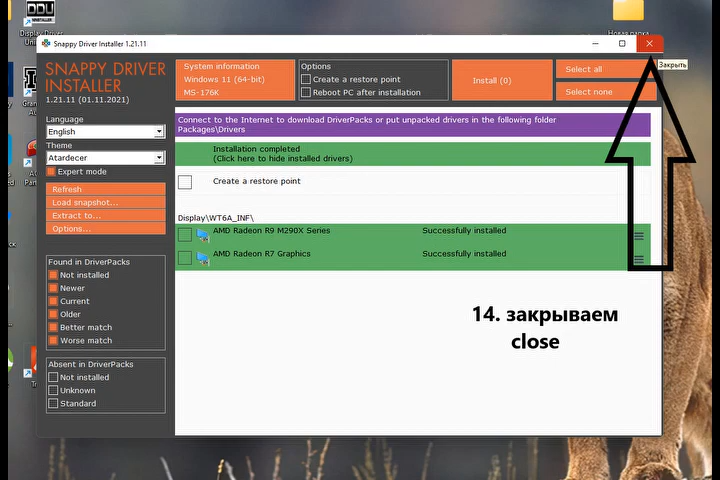 DDU
Display Driver
Новая папка
Snappy Driver Installer 1.21.11
Закрыть
SNAPPY DRIVER
INSTALLER
1.21.11 (01.11.2021)
System information
Windows 11 (64-bit)
MS-176K
Options
Create a restore point
Reboot PC after installation
Install (0)
Select all
Select none
Language
English
Theme
Atardecer
Expert mode
Refresh
Load snapshot...
Extract to...
Options...
Found in DriverPacks
Not installed
Newer
Current
Older
Better match
Worse match
Absent in DriverPacks
Not installed
Unknown
Standard
Connect to the Internet to download DriverPacks or put unpacked drivers in the following folder
Packages\Drivers
Installation completed
(Click here to hide installed drivers)
Create a restore point
Display\WT6A_INF\
AMD Radeon R9 M290X Series Successfully installed
AMD Radeon R7 Graphics Successfully installed
14. закрываем
close